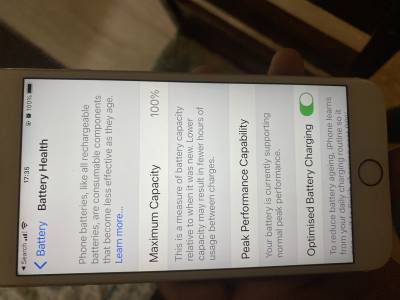 ◀ Search
17:35
100%
Battery
Battery Health
Phone batteries, like all rechargeable
batteries, are consumable components
that become less effective as they age.
Learn more...
Maximum Capacity 100%
This is a measure of battery capacity
relative to when it was new. Lower
capacity may result in fewer hours of
usage between charges.
Peak Performance Capability
Your battery is currently supporting
normal peak performance.
Optimised Battery Charging
To reduce battery ageing, iPhone learns
from your daily charging routine so it